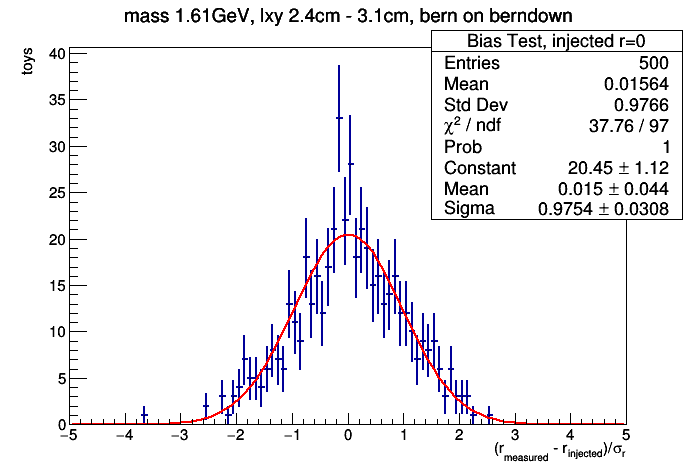 mass 1.61GeV, lxy 2.4cm - 3.1cm, bern on berndown
Bias Test, injected r=0
Entries 500
Mean 0.01564
Std Dev 0.9766
χ² / ndf 37.76 / 97
Prob 1
Constant 20.45 ± 1.12
Mean 0.015 ± 0.044
Sigma 0.9754 ± 0.0308
toys
40
35
30
25
20
15
10
5
0
−5 −4 −3 −2 −1 0 1 2 3 4 5
(r_measured - r_injected)/σ_r